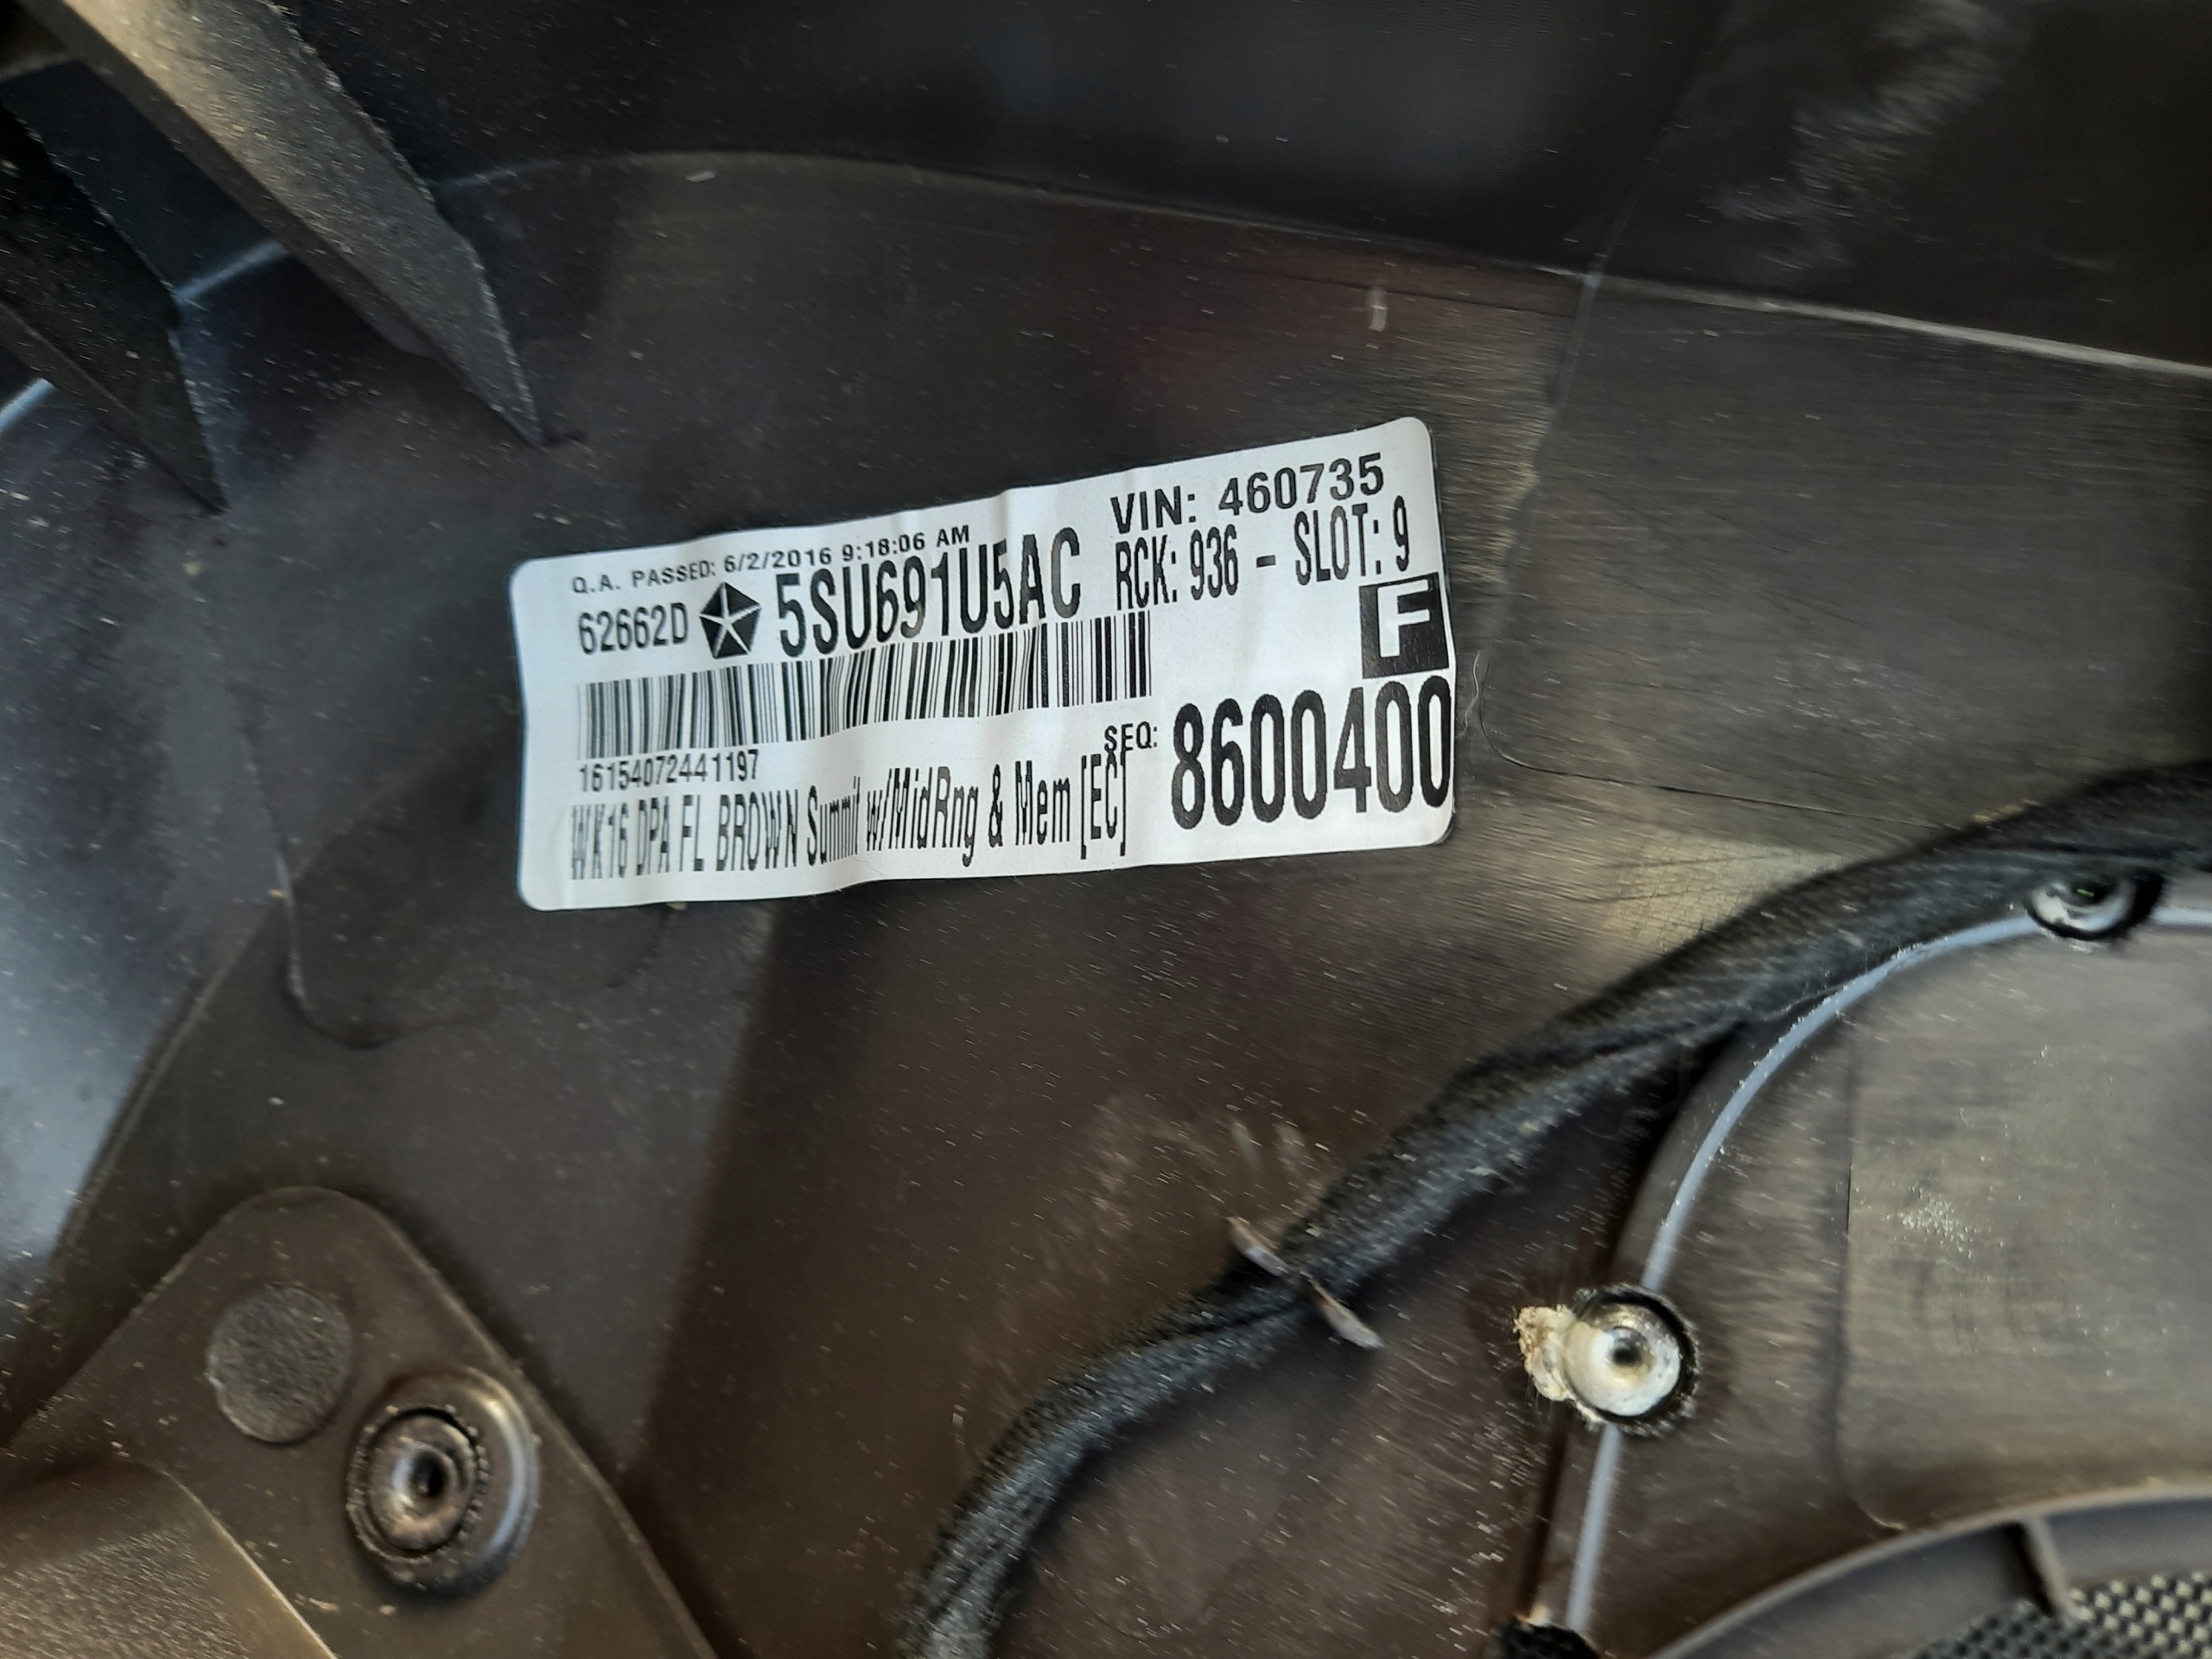 Q.A. PASSED: 6/2/2016 9:18:06 AM
VIN: 460735
62662D 5SU691U5AC
RCK: 936 - SLOT: 9
F
16154072441197
SEQ: 8600400
WK16 DPA FL BROWN Summit w/MidRng & Mem [EC]